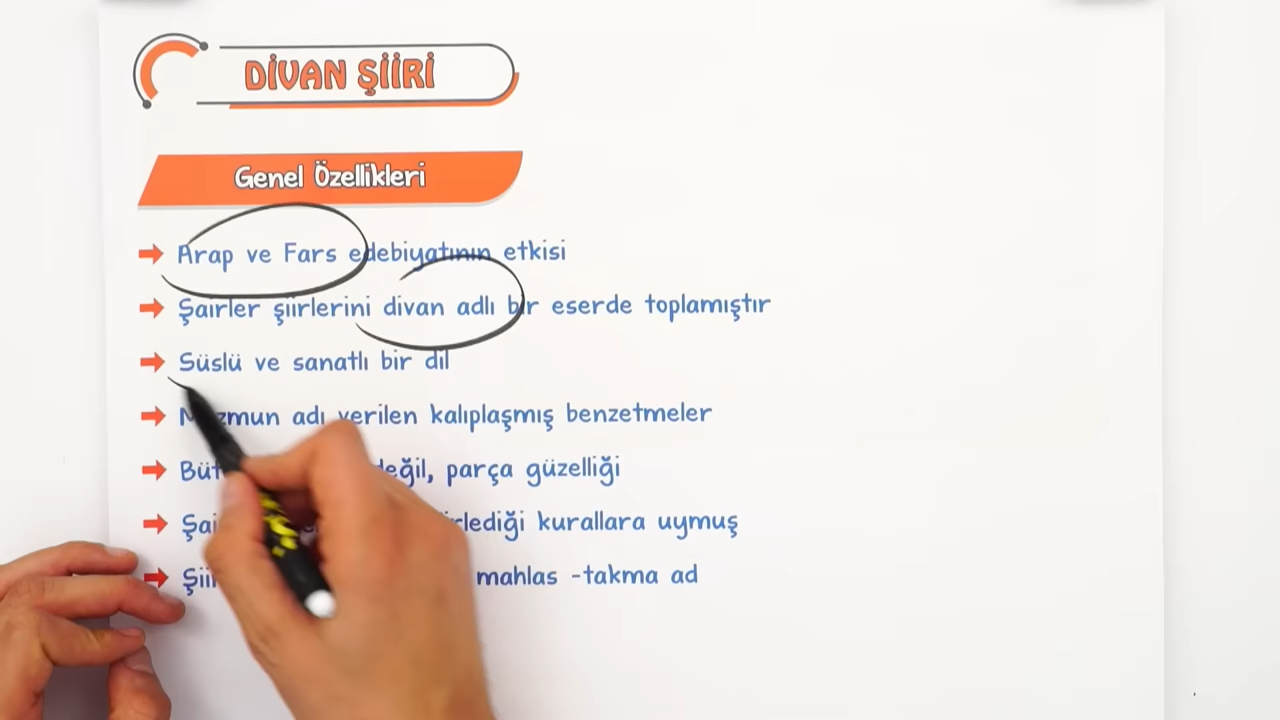 DİVAN ŞİİRİ
Genel Özellikleri
Arap ve Fars edebiyatının etkisi
Şairler şiirlerini divan adlı bir eserde toplamıştır
Süslü ve sanatlı bir dil
adı verilen kalıplaşmış benzetmeler
parça güzelliği
kurallara uymuş
mahlas -takma ad